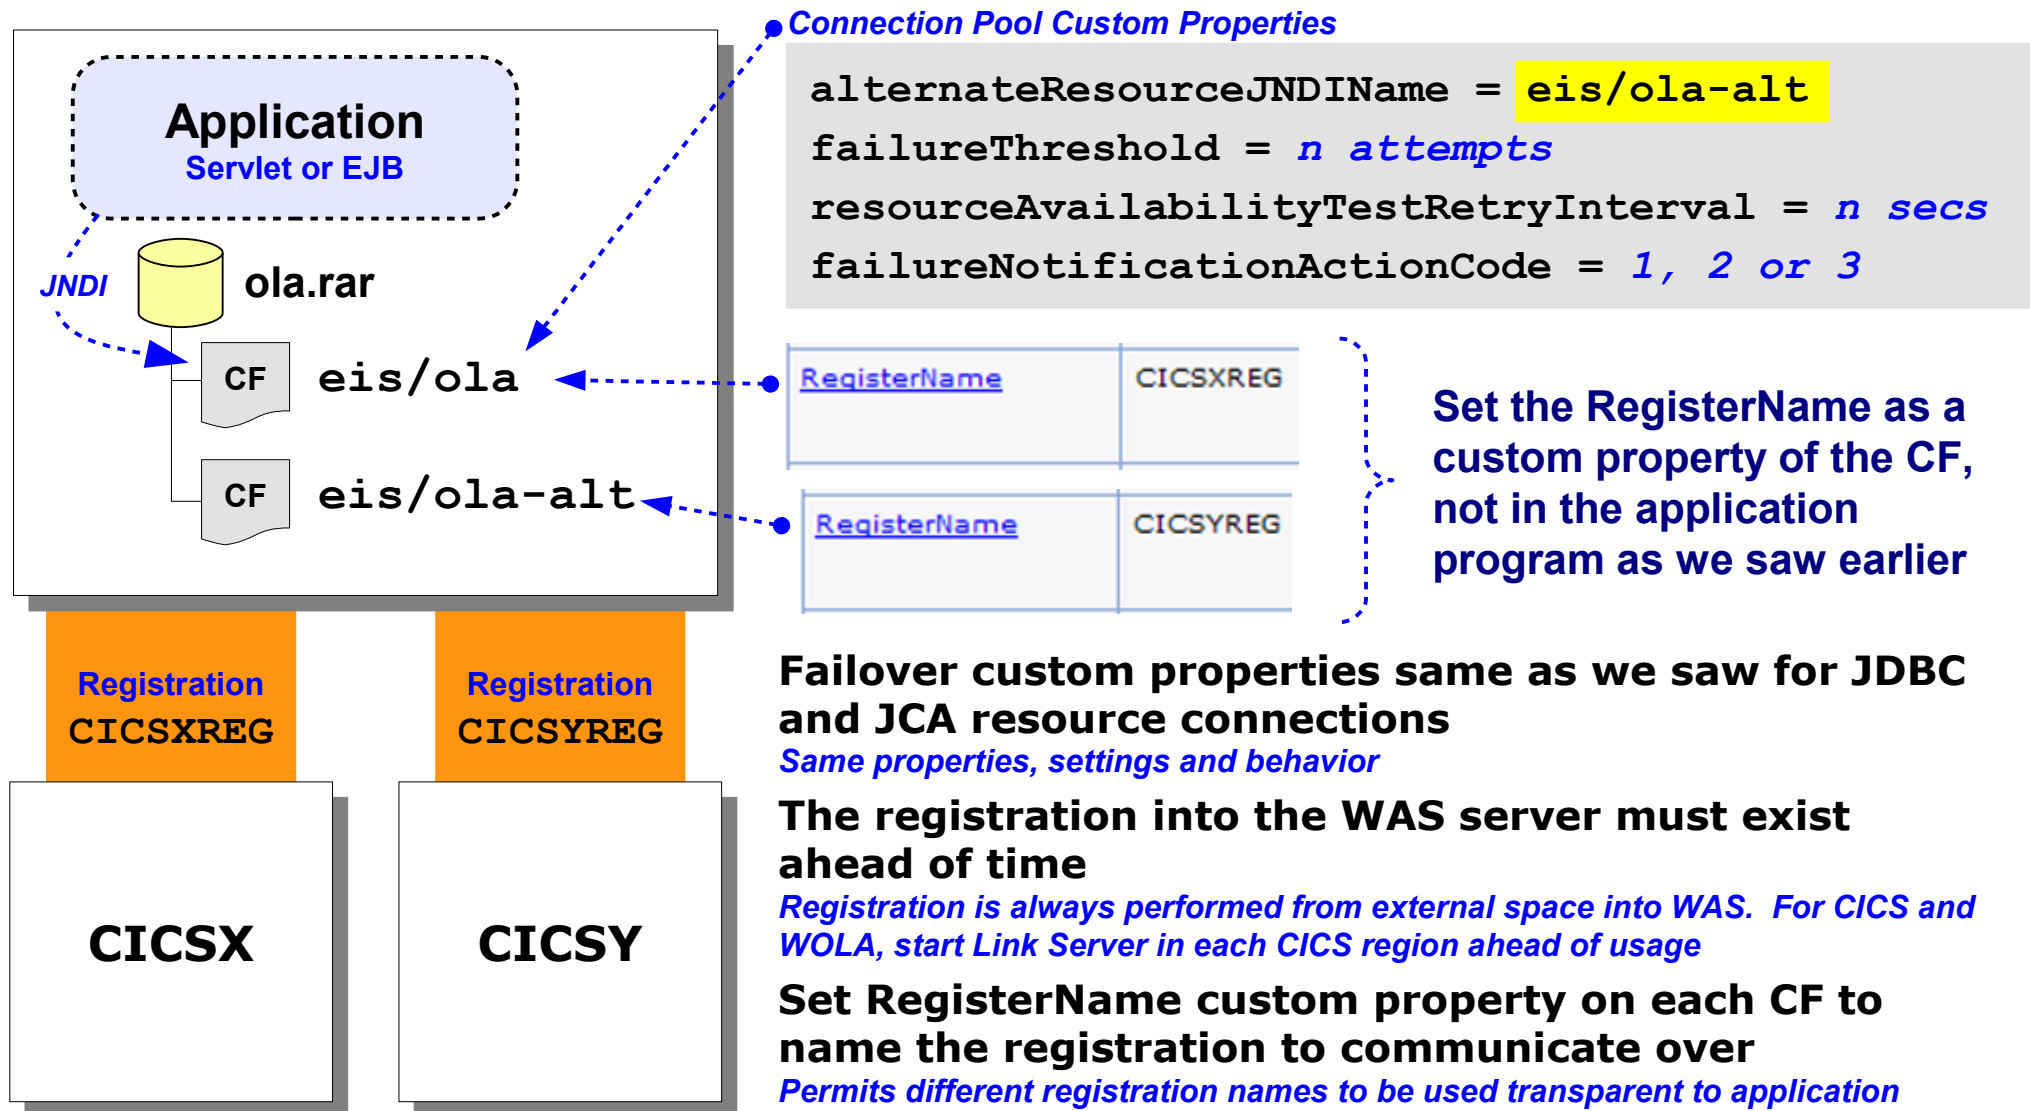 Connection Pool Custom Properties
alternateResourceJNDIName = eis/ola-alt
failureThreshold = n attempts
resourceAvailabilityTestRetryInterval = n secs
failureNotificationActionCode = 1, 2 or 3
Application
Servlet or EJB
JNDI
ola.rar
CF
eis/ola
CF
eis/ola-alt
RegisterName CICSXREG
RegisterName CICSYREG
Set the RegisterName as a
custom property of the CF,
not in the application
program as we saw earlier
Registration
CICSXREG
Registration
CICSYREG
CICSX
CICSY
Failover custom properties same as we saw for JDBC
and JCA resource connections
Same properties, settings and behavior
The registration into the WAS server must exist
ahead of time
Registration is always performed from external space into WAS. For CICS and
WOLA, start Link Server in each CICS region ahead of usage
Set RegisterName custom property on each CF to
name the registration to communicate over
Permits different registration names to be used transparent to application